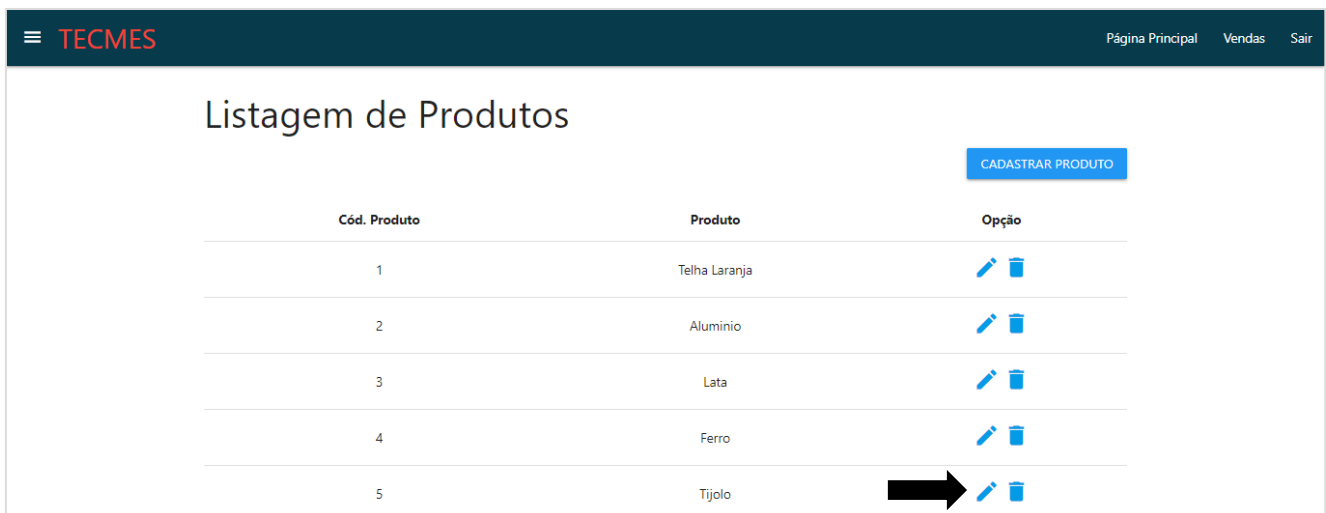 TECMES Página Principal Vendas Sair
Listagem de Produtos
CADASTRAR PRODUTO
Cód. Produto Produto Opção
1 Telha Laranja
2 Aluminio
3 Lata
4 Ferro
5 Tijolo